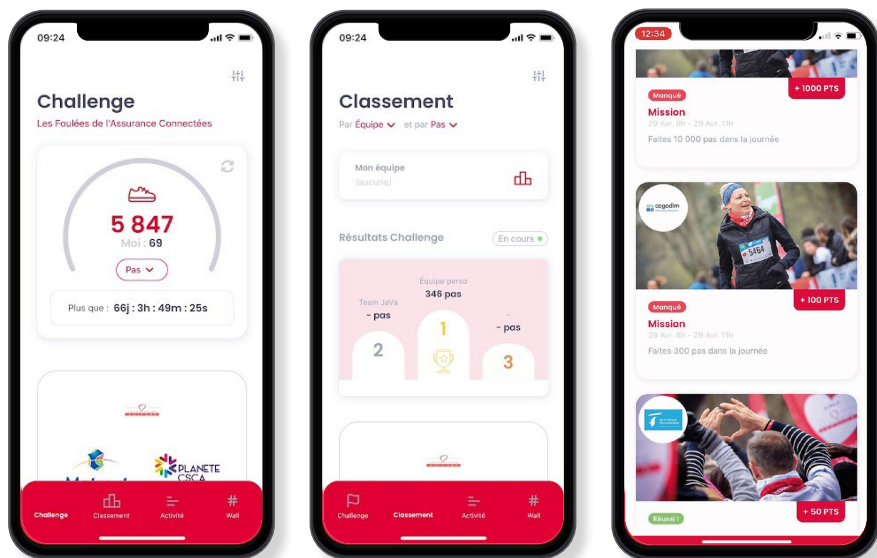 09:24
Challenge
Les Foulées de l'Assurance Connectées
5 847
Moi : 69
Pas
Plus que : 66j : 3h : 49m : 25s
PLANETE
CSCA
Challenge
Classement
Activité
Wall
09:24
Classement
Par Équipe et par Pas
Mon équipe
(aucune)
Résultats Challenge
En cours
Équipe perso
346 pas
Team JaVa
- pas
-
- pas
1
2
3
Challenge
Classement
Activité
Wall
12:34
+ 1000 PTS
Manqué
Mission
29 Avr. 8h - 29 Avr. 11h
Faites 10 000 pas dans la journée
cegedim
5464
+ 100 PTS
Manqué
Mission
29 Avr. 8h - 29 Avr. 11h
Faites 300 pas dans la journée
+ 50 PTS
Réussi !